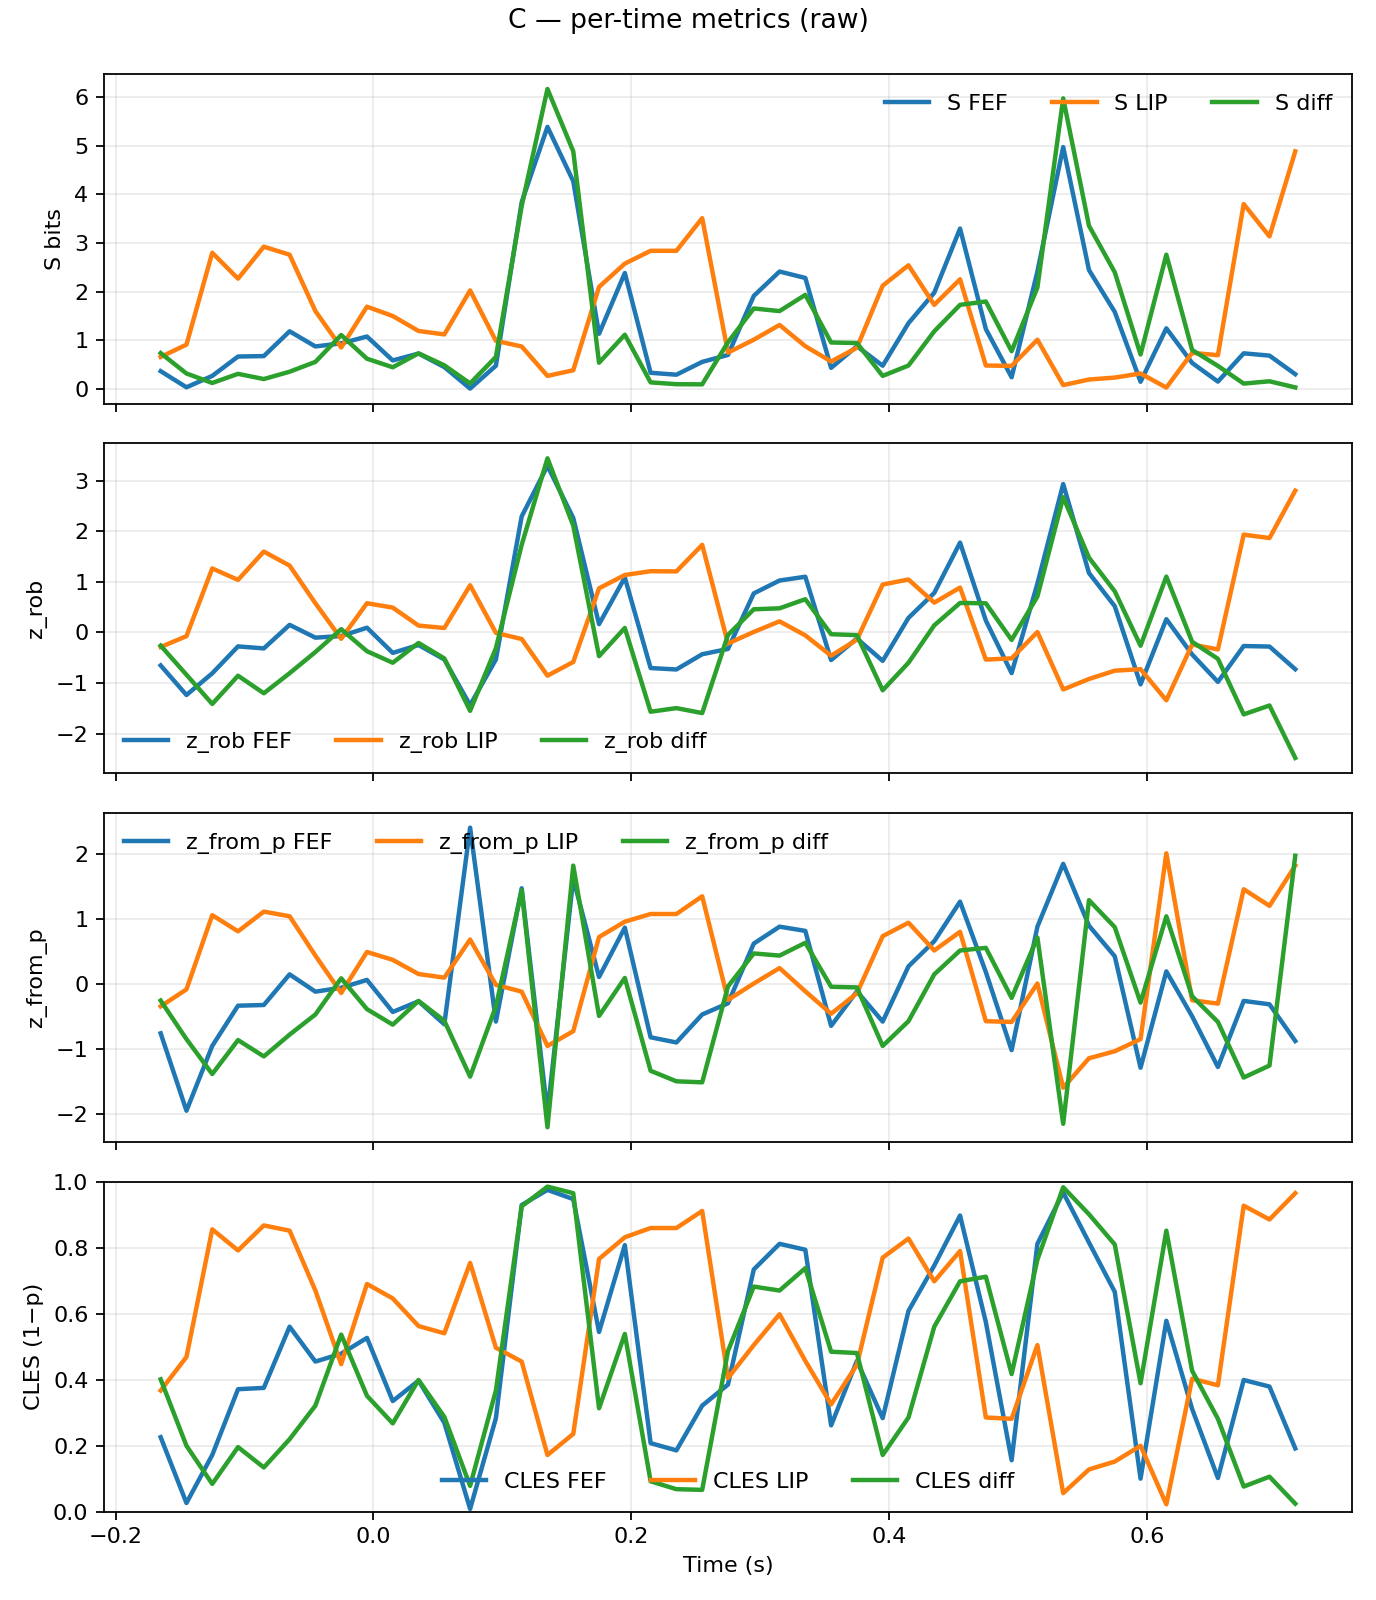 C — per-time metrics (raw)
S bits
6
5
4
3
2
1
0
S FEF
S LIP
S diff
z_rob
3
2
1
0
−1
−2
z_rob FEF
z_rob LIP
z_rob diff
z_from_p
2
1
0
−1
−2
z_from_p FEF
z_from_p LIP
z_from_p diff
CLES (1−p)
1.0
0.8
0.6
0.4
0.2
0.0
CLES FEF
CLES LIP
CLES diff
−0.2
0.0
0.2
0.4
0.6
Time (s)